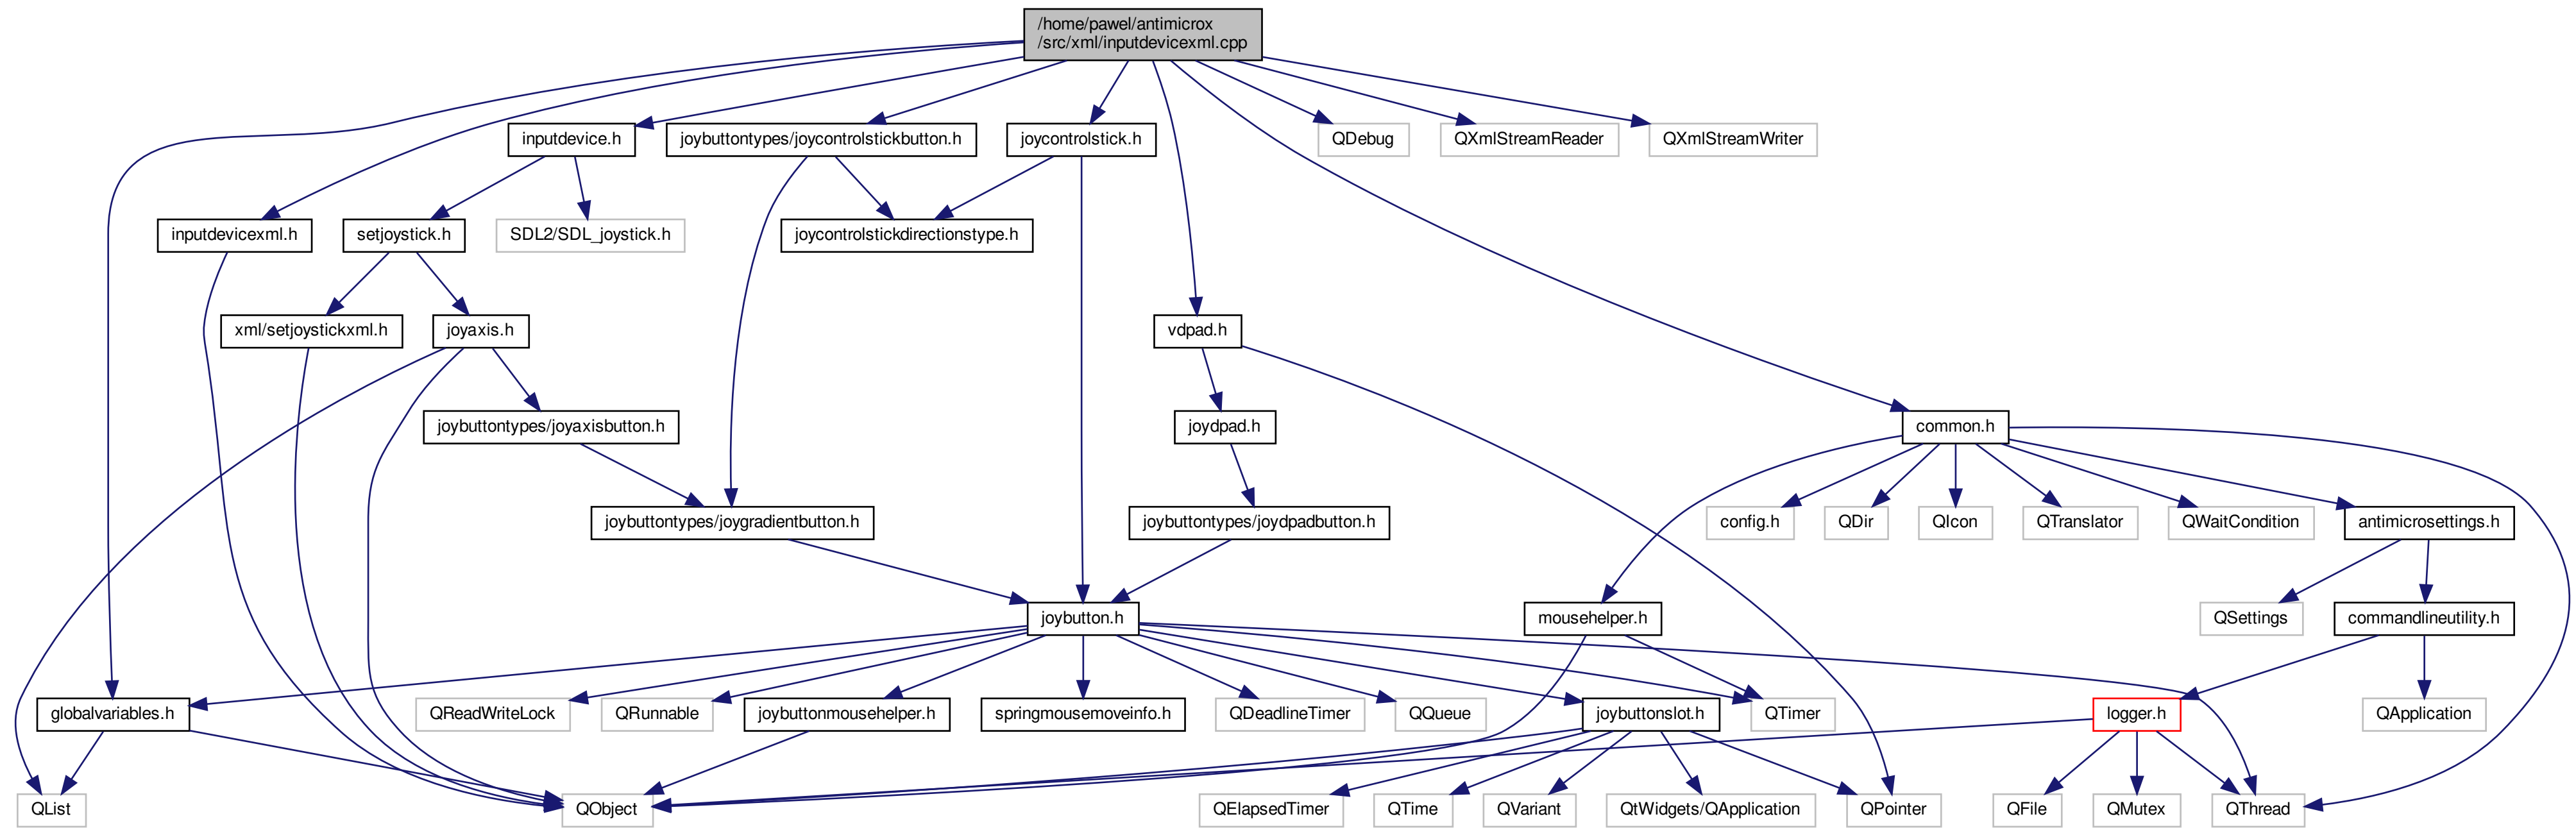 /home/pawel/antimicrox
/src/xml/inputdevicexml.cpp
inputdevice.h
joybuttontypes/joycontrolstickbutton.h
joycontrolstick.h
QDebug
QXmlStreamReader
QXmlStreamWriter
inputdevicexml.h
setjoystick.h
SDL2/SDL_joystick.h
joycontrolstickdirectionstype.h
xml/setjoystickxml.h
joyaxis.h
vdpad.h
joybuttontypes/joyaxisbutton.h
joydpad.h
common.h
joybuttontypes/joygradientbutton.h
joybuttontypes/joydpadbutton.h
config.h
QDir
QIcon
QTranslator
QWaitCondition
antimicrosettings.h
joybutton.h
mousehelper.h
QSettings
commandlineutility.h
globalvariables.h
QReadWriteLock
QRunnable
joybuttonmousehelper.h
springmousemoveinfo.h
QDeadlineTimer
QQueue
joybuttonslot.h
QTimer
logger.h
QApplication
QList
QObject
QElapsedTimer
QTime
QVariant
QtWidgets/QApplication
QPointer
QFile
QMutex
QThread